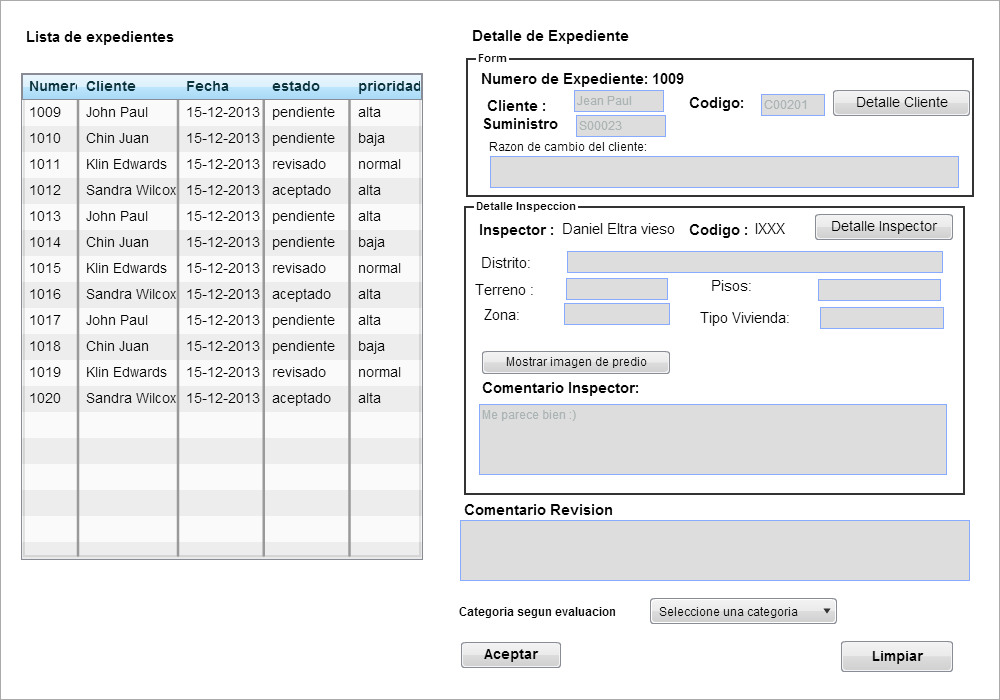 Lista de expedientes
Numero Cliente Fecha estado prioridad
1009 John Paul 15-12-2013 pendiente alta
1010 Chin Juan 15-12-2013 pendiente baja
1011 Klin Edwards 15-12-2013 revisado normal
1012 Sandra Wilcox 15-12-2013 aceptado alta
1013 John Paul 15-12-2013 pendiente alta
1014 Chin Juan 15-12-2013 pendiente baja
1015 Klin Edwards 15-12-2013 revisado normal
1016 Sandra Wilcox 15-12-2013 aceptado alta
1017 John Paul 15-12-2013 pendiente alta
1018 Chin Juan 15-12-2013 pendiente baja
1019 Klin Edwards 15-12-2013 revisado normal
1020 Sandra Wilcox 15-12-2013 aceptado alta
Detalle de Expediente
Form
Numero de Expediente: 1009
Cliente : Jean Paul Codigo: C00201 Detalle Cliente
Suministro S00023
Razon de cambio del cliente:
Detalle Inspeccion
Inspector : Daniel Eltra vieso Codigo : IXXX Detalle Inspector
Distrito:
Terreno : Pisos:
Zona: Tipo Vivienda:
Mostrar imagen de predio
Comentario Inspector:
Me parece bien :)
Comentario Revision
Categoria segun evaluacion Seleccione una categoria
Aceptar Limpiar